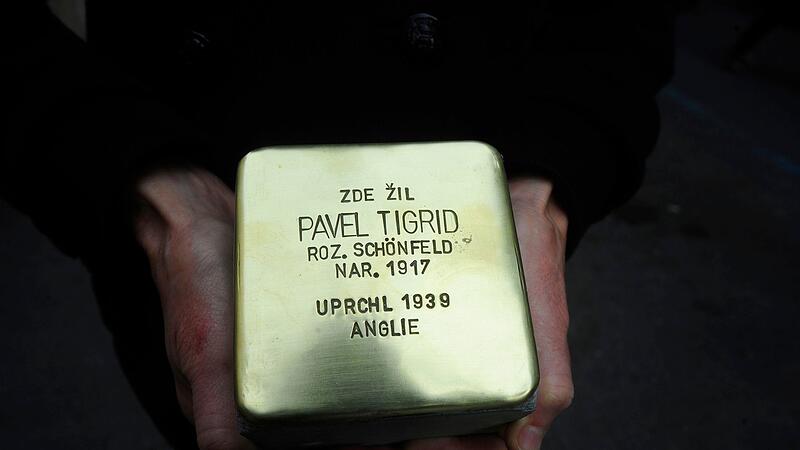 ZDE ŽIL
PAVEL TIGRID
ROZ. SCHÖNFELD
NAR. 1917
UPRCHL 1939
ANGLIE